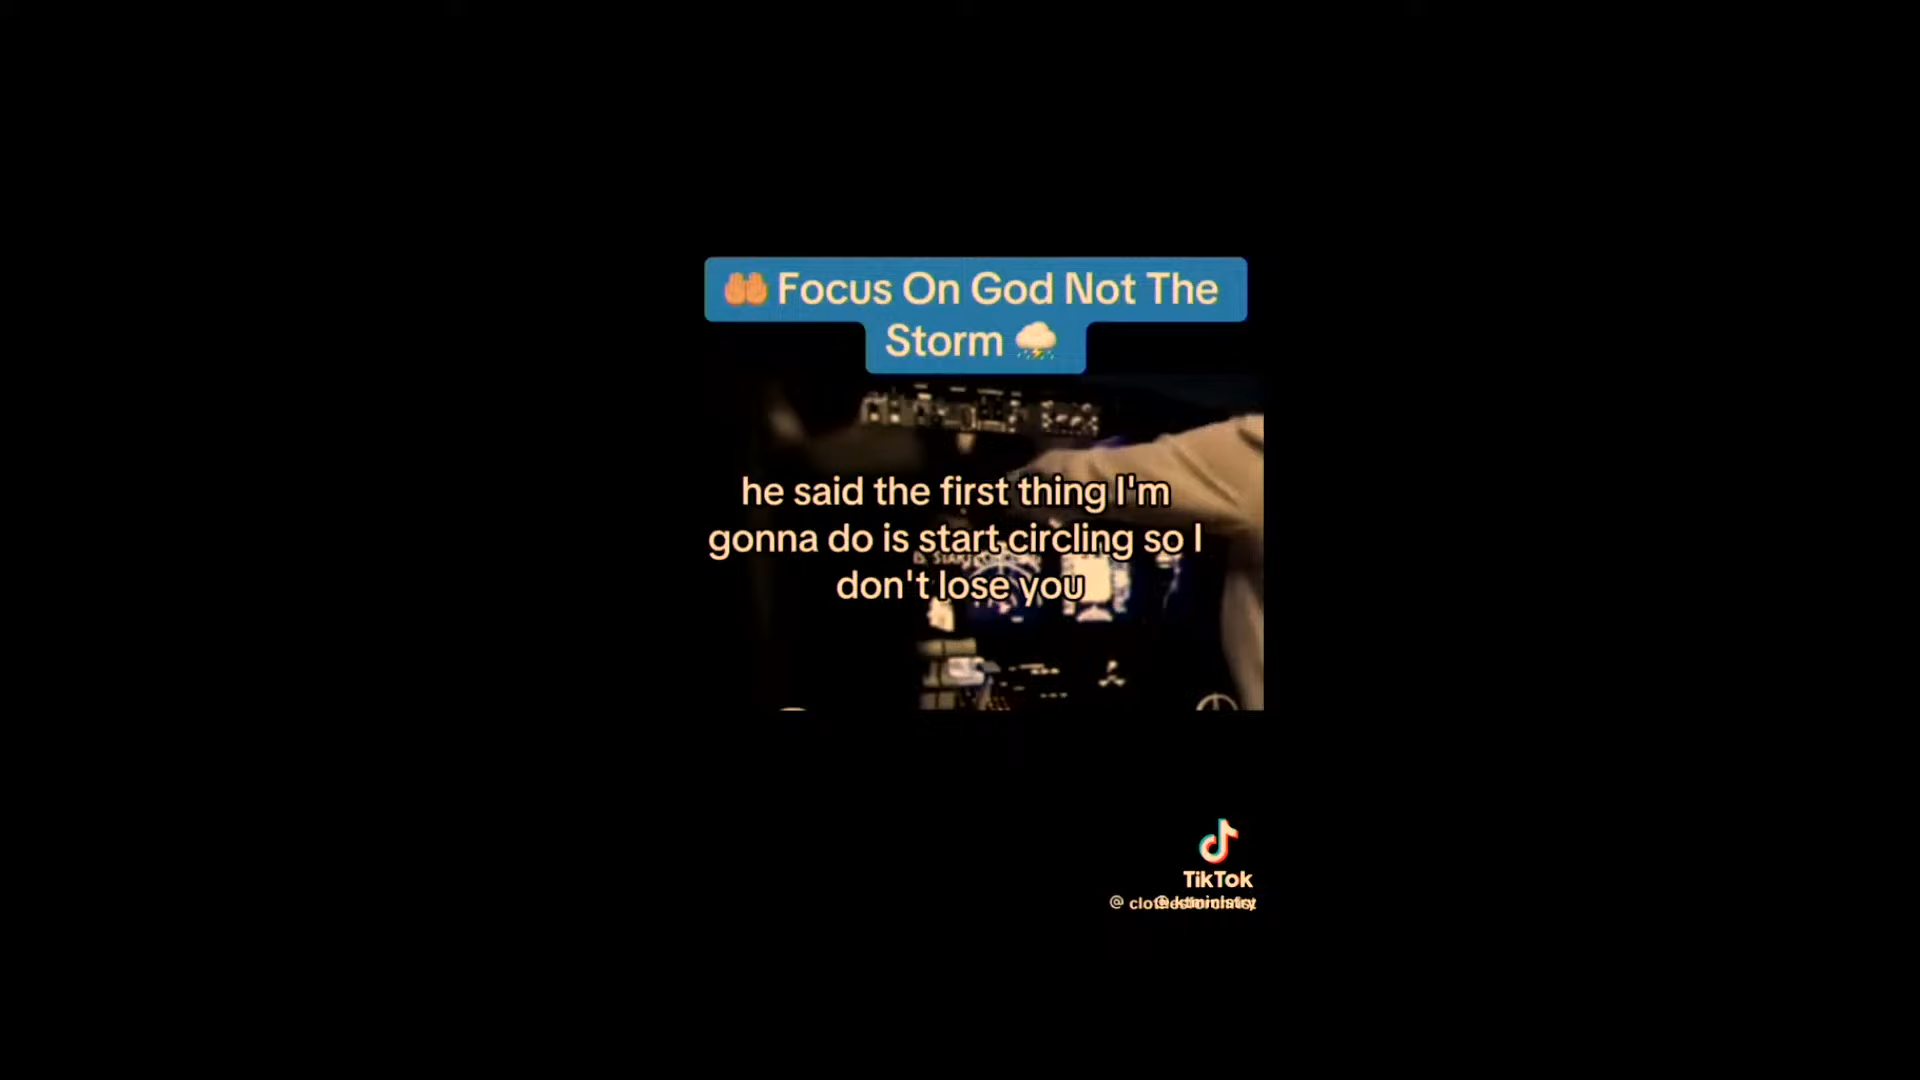 Focus On God Not The
Storm
he said the first thing I'm
gonna do is start circling so I
don't lose you
TikTok